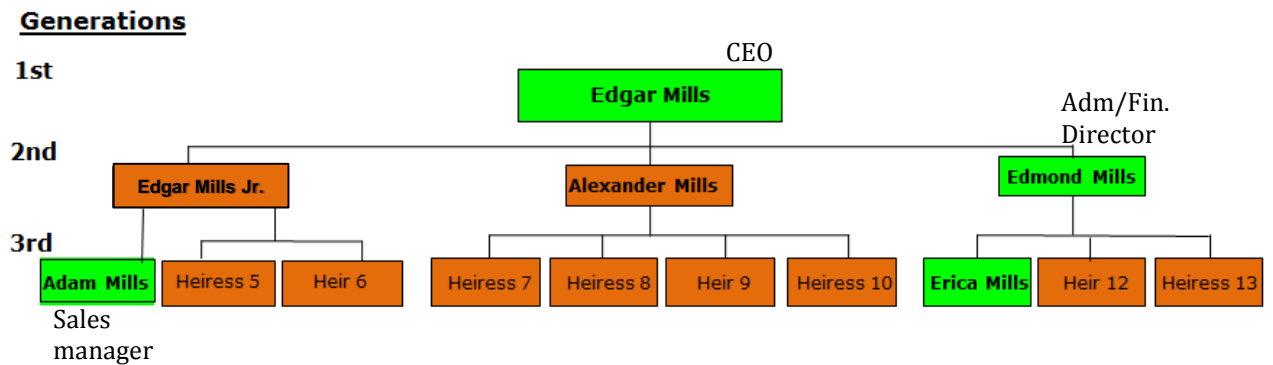 Generations
CEO
1st
Edgar Mills
Adm/Fin.
Director
2nd
Edgar Mills Jr.
Alexander Mills
Edmond Mills
3rd
Adam Mills
Heiress 5
Heir 6
Heiress 7
Heiress 8
Heir 9
Heiress 10
Erica Mills
Heir 12
Heiress 13
Sales
manager